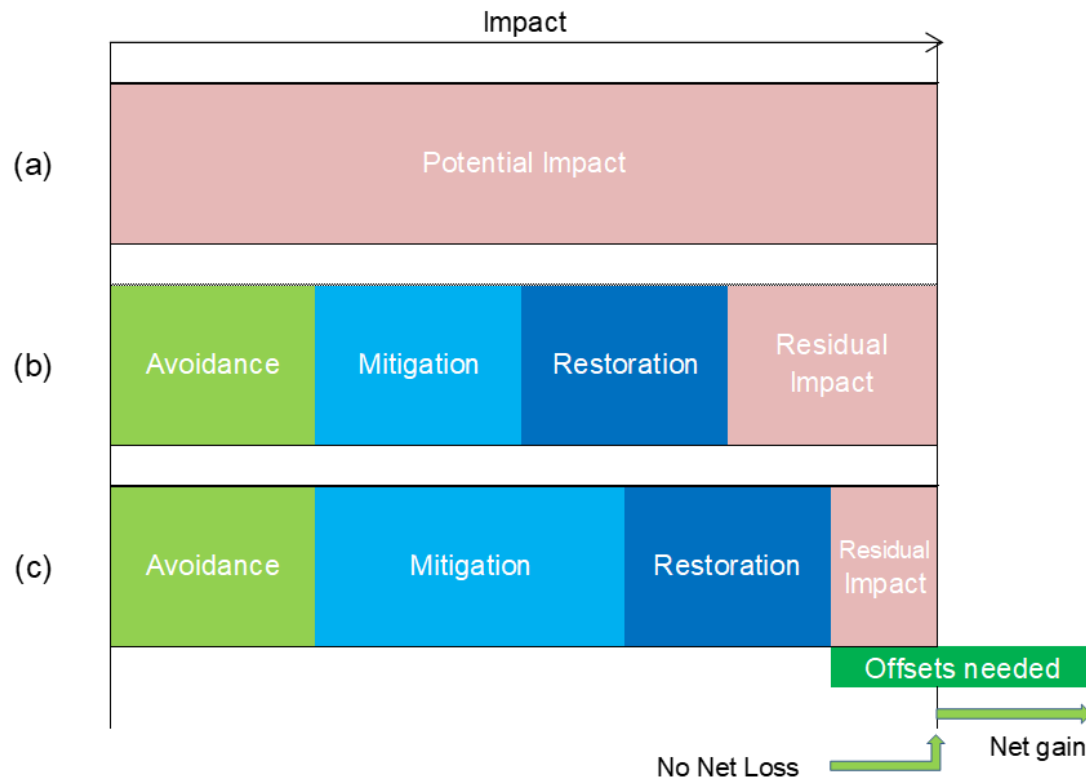 Impact
(a)
Potential Impact
(b)
Avoidance
Mitigation
Restoration
Residual
Impact
(c)
Avoidance
Mitigation
Restoration
Residual
Impact
Offsets needed
Net gain
No Net Loss